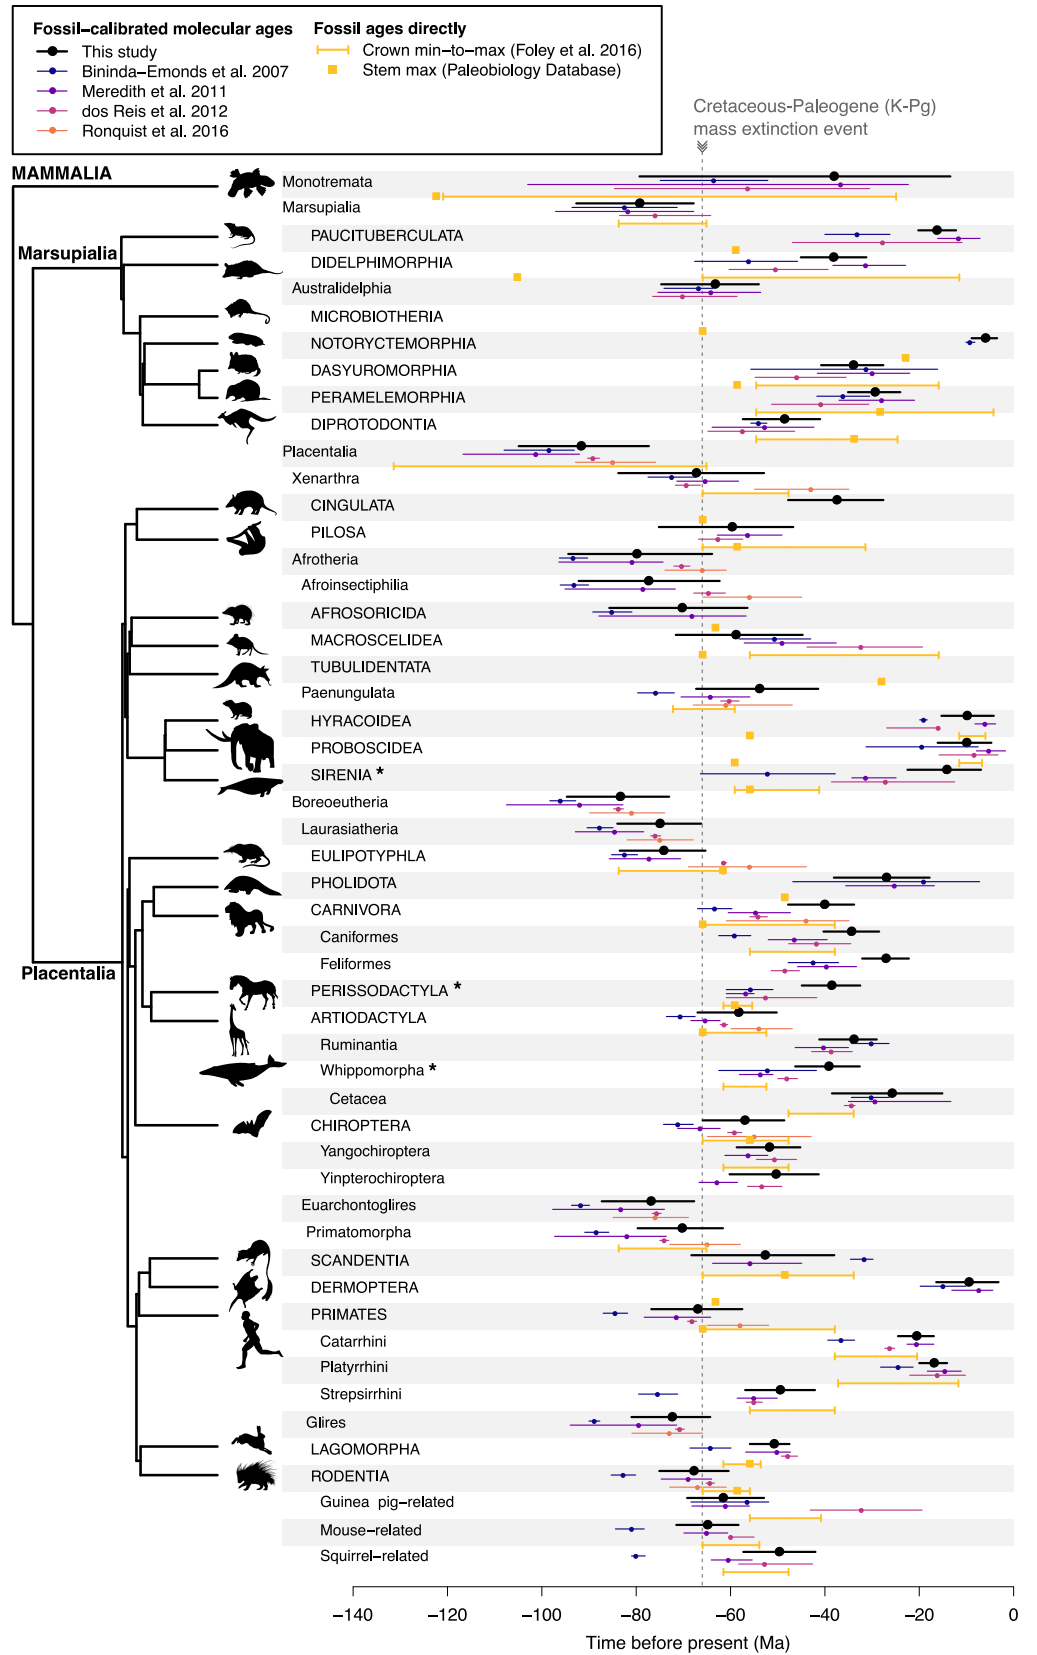 Fossil−calibrated molecular ages
This study
Bininda−Emonds et al. 2007
Meredith et al. 2011
dos Reis et al. 2012
Ronquist et al. 2016
Fossil ages directly
Crown min−to−max (Foley et al. 2016)
Stem max (Paleobiology Database)
Cretaceous-Paleogene (K-Pg)
mass extinction event
MAMMALIA
Marsupialia
Placentalia
Monotremata
Marsupialia
PAUCITUBERCULATA
DIDELPHIMORPHIA
Australidelphia
MICROBIOTHERIA
NOTORYCTEMORPHIA
DASYUROMORPHIA
PERAMELEMORPHIA
DIPROTODONTIA
Placentalia
Xenarthra
CINGULATA
PILOSA
Afrotheria
Afroinsectiphilia
AFROSORICIDA
MACROSCELIDEA
TUBULIDENTATA
Paenungulata
HYRACOIDEA
PROBOSCIDEA
SIRENIA *
Boreoeutheria
Laurasiatheria
EULIPOTYPHLA
PHOLIDOTA
CARNIVORA
Caniformes
Feliformes
PERISSODACTYLA *
ARTIODACTYLA
Ruminantia
Whippomorpha *
Cetacea
CHIROPTERA
Yangochiroptera
Yinpterochiroptera
Euarchontoglires
Primatomorpha
SCANDENTIA
DERMOPTERA
PRIMATES
Catarrhini
Platyrrhini
Strepsirrhini
Glires
LAGOMORPHA
RODENTIA
Guinea pig−related
Mouse−related
Squirrel−related
−140 −120 −100 −80 −60 −40 −20 0
Time before present (Ma)